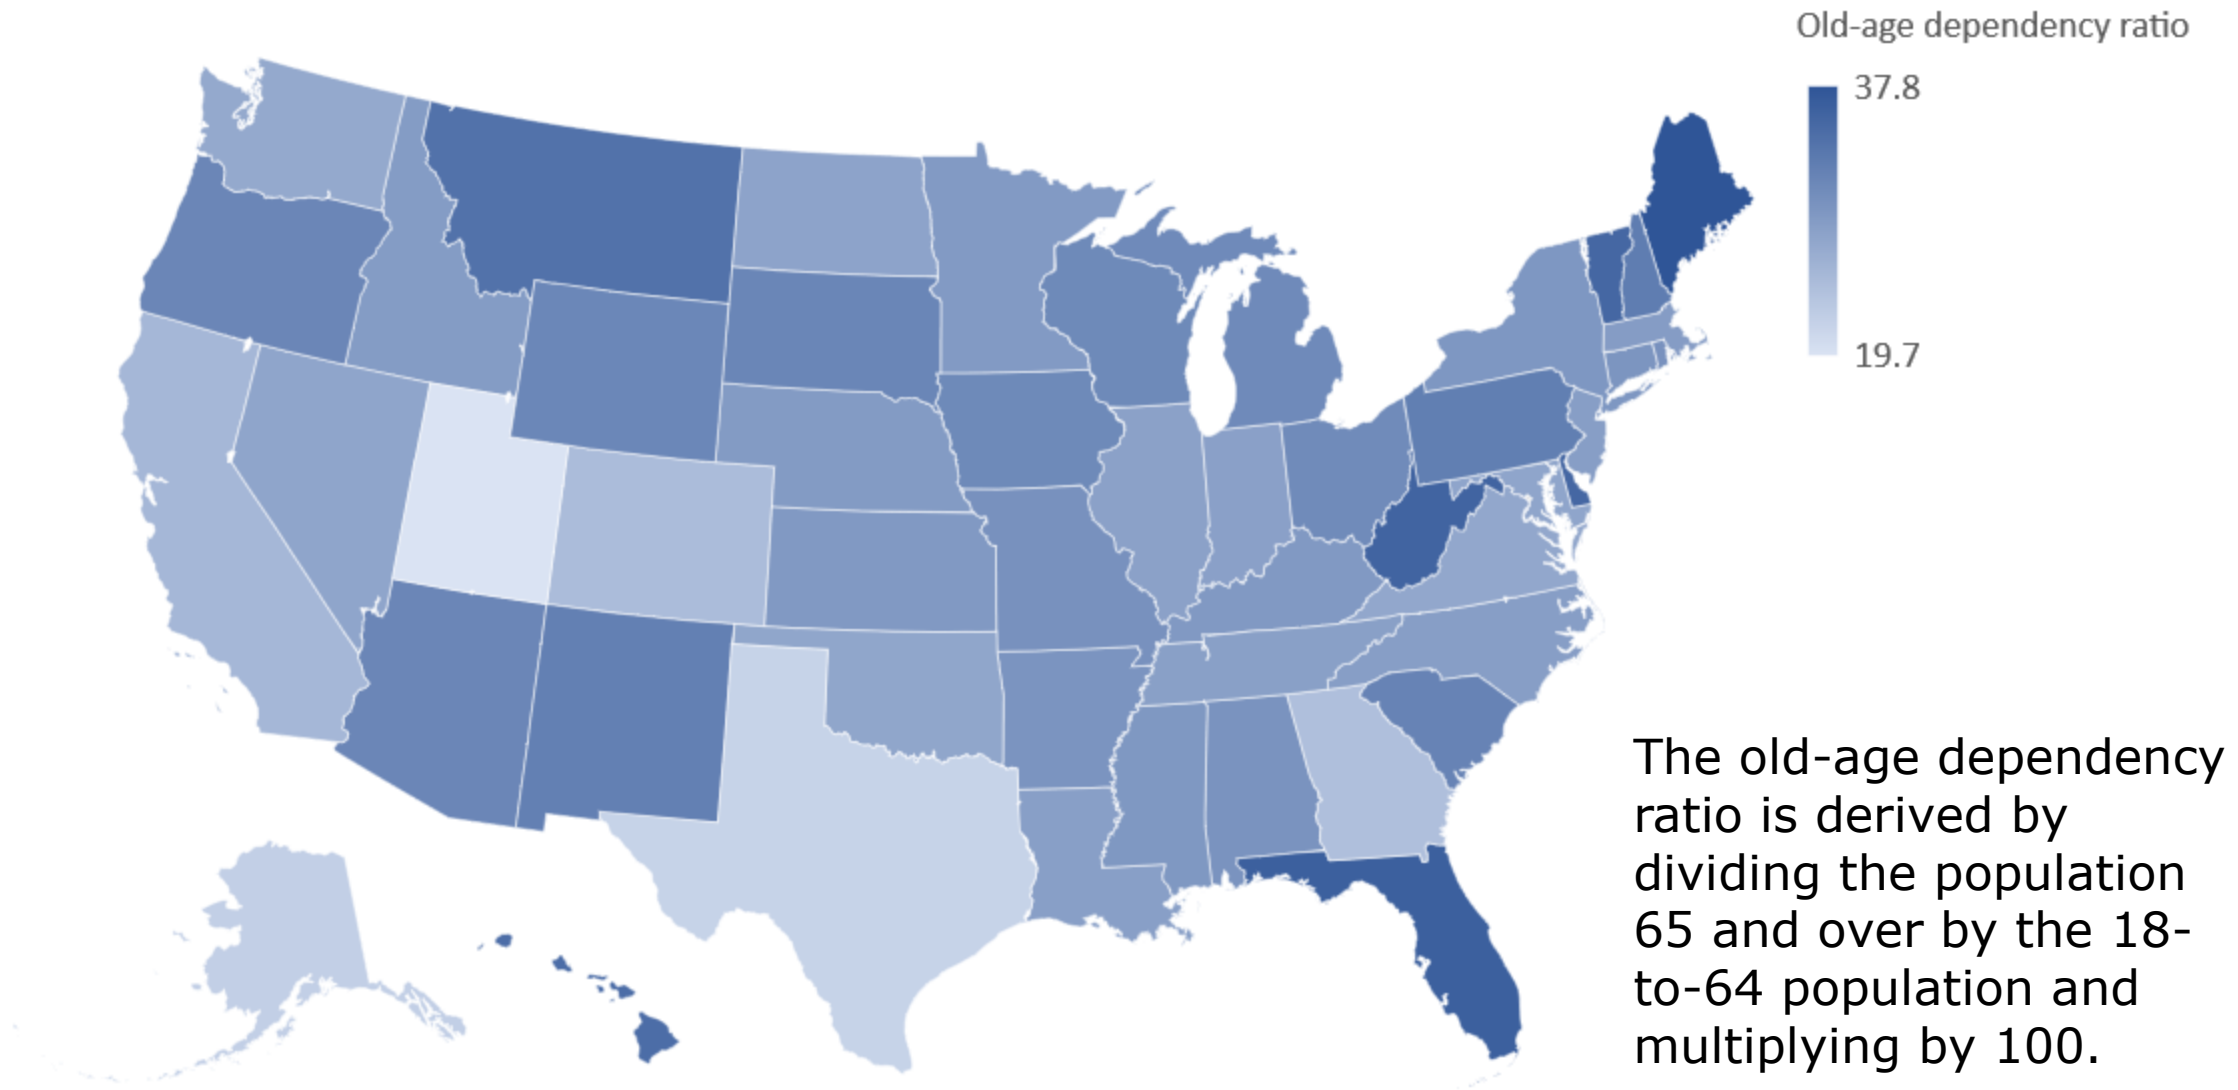 Old-age dependency ratio
37.8
19.7
The old-age dependency
ratio is derived by
dividing the population
65 and over by the 18-
to-64 population and
multiplying by 100.